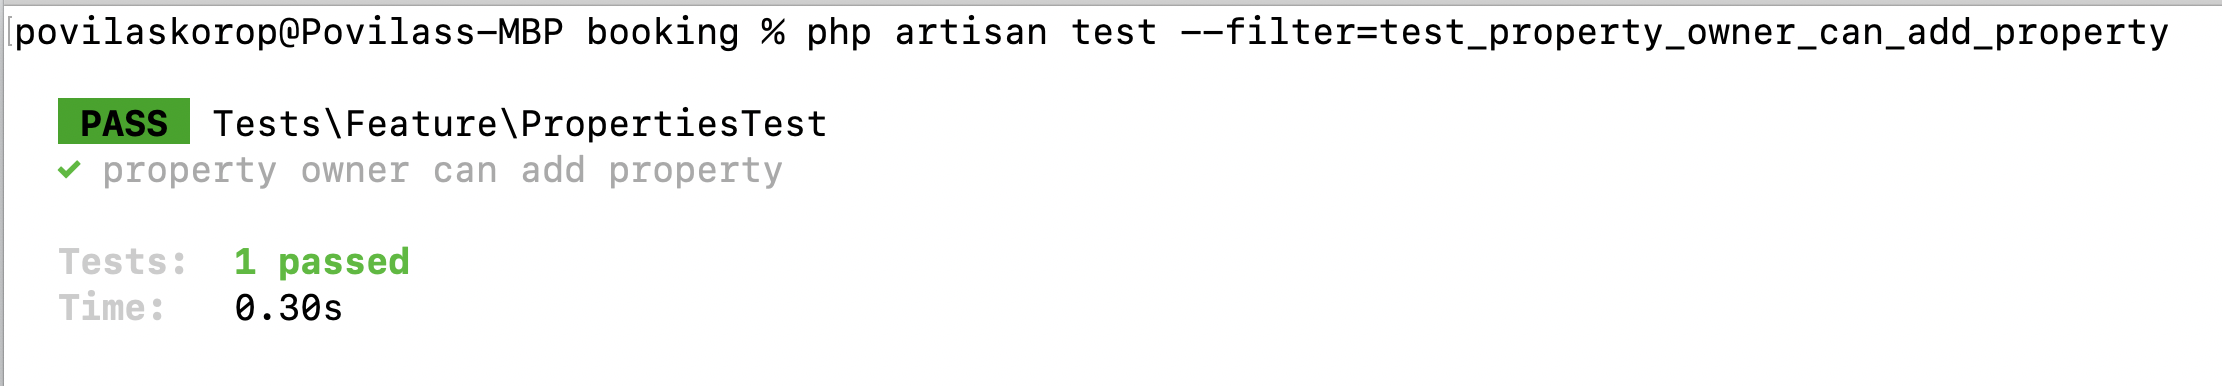 povilaskorop@Povilass-MBP booking % php artisan test --filter=test_property_owner_can_add_property
PASS Tests\Feature\PropertiesTest
✓ property owner can add property
Tests: 1 passed
Time: 0.30s